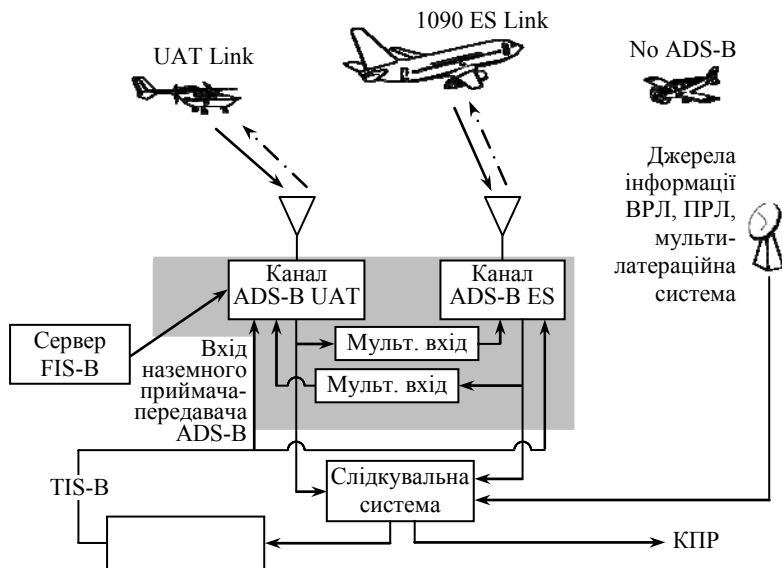 1090 ES Link
UAT Link
No ADS-B
Джерела
інформації
ВРЛ, ПРЛ,
мульти-
латераційна
система
Канал
ADS-B UAT
Канал
ADS-B ES
Сервер
FIS-B
Мульт. вхід
Мульт. вхід
Вхід
наземного
приймача-
передавача
ADS-B
TIS-B
Слідкувальна
система
КПР